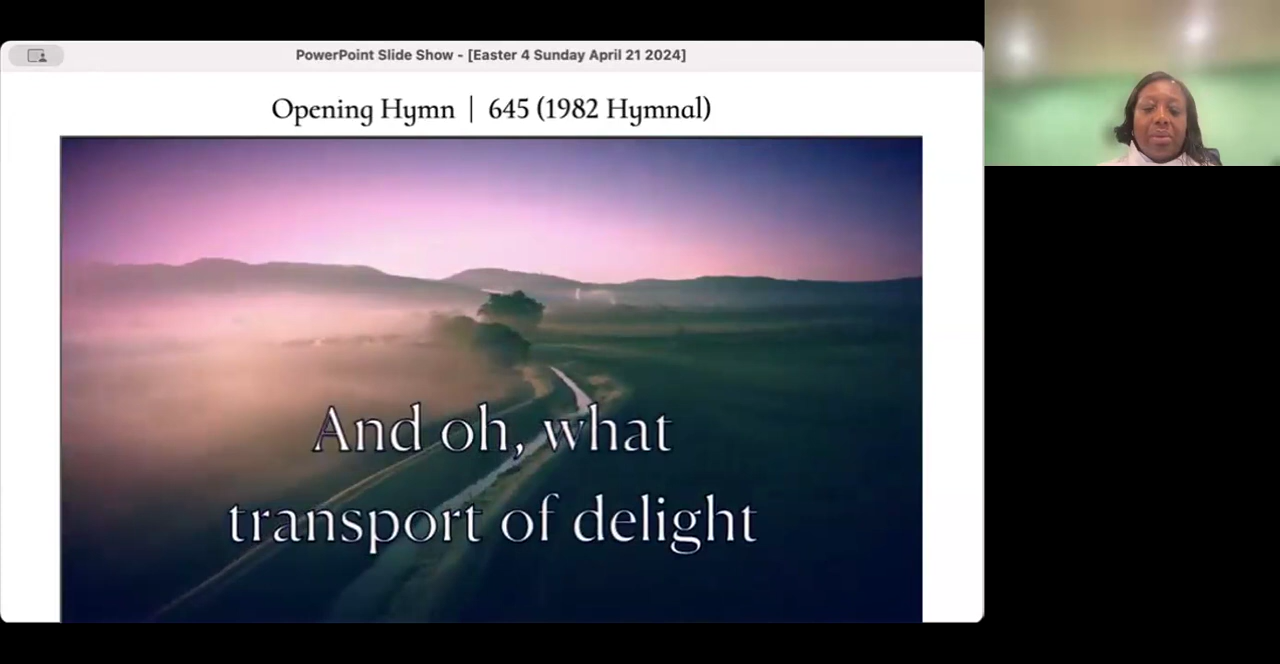 PowerPoint Slide Show - [Easter 4 Sunday April 21 2024]
Opening Hymn | 645 (1982 Hymnal)
And oh, what
transport of delight